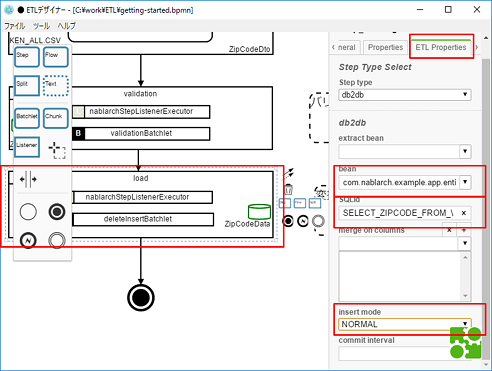 ETLデザイナー - [C:¥work¥ETL¥getting-started.bpmn]
ファイル ツール ヘルプ
KEN_ALL.CSV
ZipCodeDto
Step
Flow
Split
Text
Batchlet
Chunk
Listener
validation
nablarchStepListenerExecutor
B
validationBatchlet
load
nablarchStepListenerExecutor
deleteInsertBatchlet
ZipCodeData
neral
Properties
ETL Properties
Step Type Select
Step type
db2db
db2db
extract bean
bean
com.nablarch.example.app.enti
SQLId
SELECT_ZIPCODE_FROM_
merge on columns
insert mode
NORMAL
commit interval